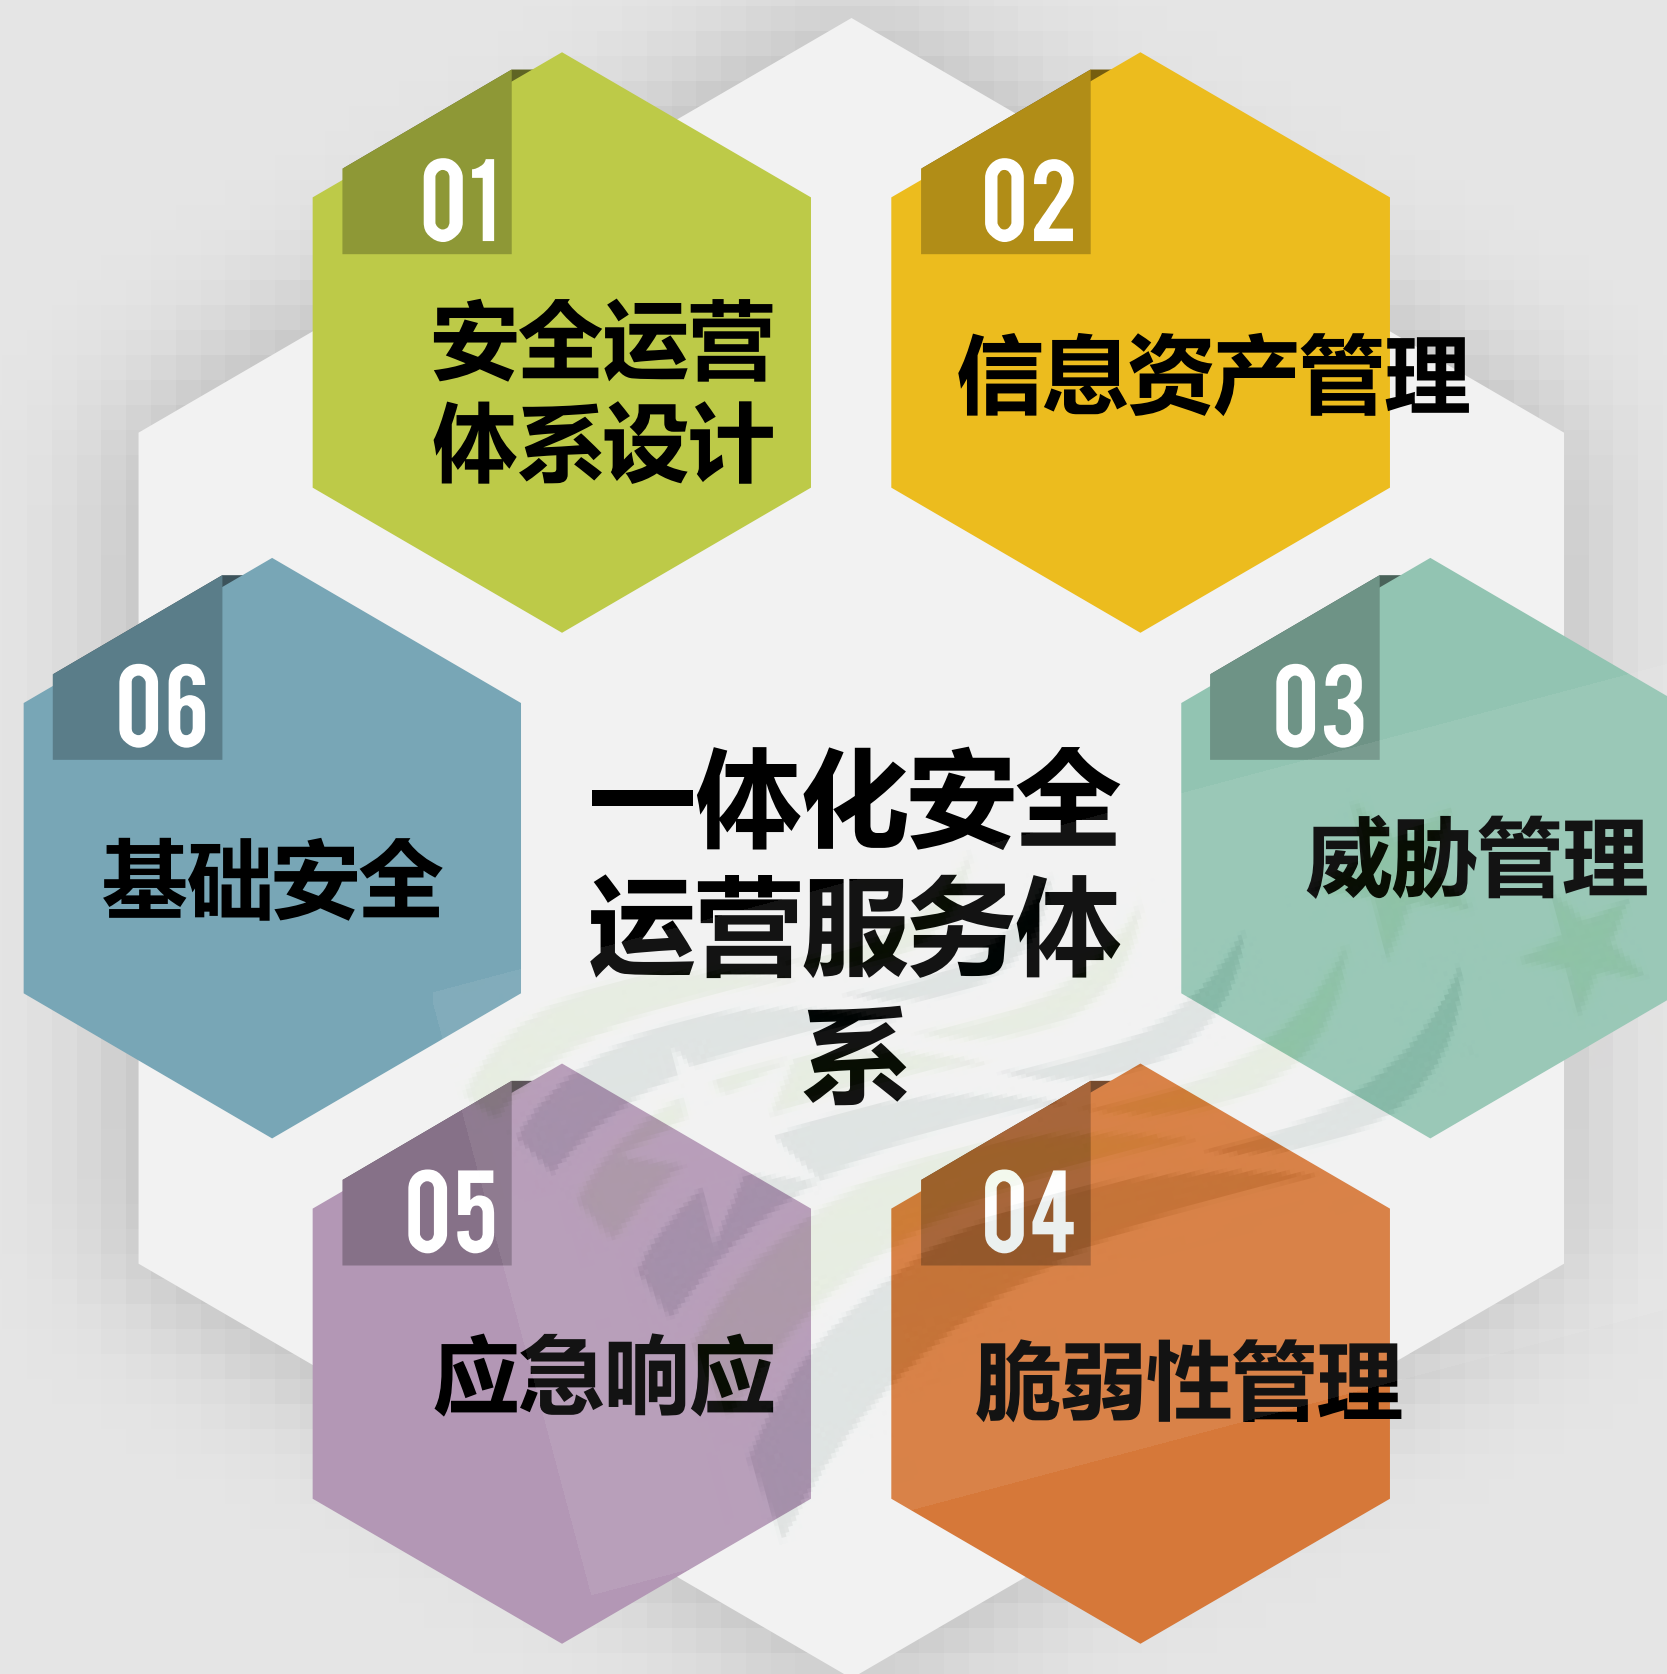 01
安全运营
体系设计
02
信息资产管理
03
威胁管理
04
脆弱性管理
05
应急响应
06
基础安全
一体化安全
运营服务体
系